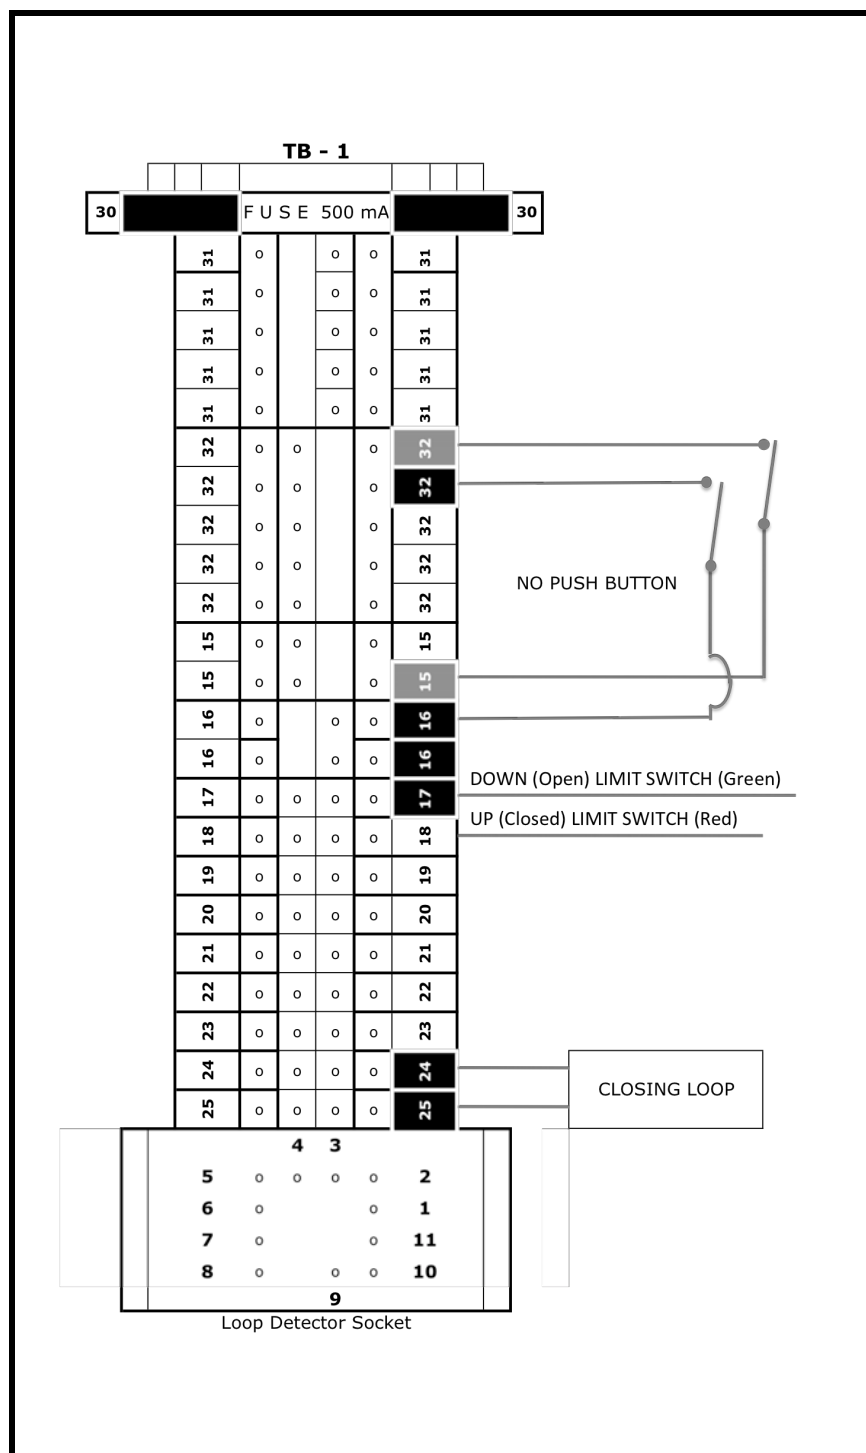 TB - 1
30 F U S E 500 mA 30
31 o o o 31
31 o o o 31
31 o o o 31
31 o o o 31
31 o o o 31
32 o o o 32
32 o o o 32
32 o o o 32
32 o o o 32
NO PUSH BUTTON
32 o o o 32
15 o o o 15
15 o o o 15
16 o o o 16
16 o o o 16
DOWN (Open) LIMIT SWITCH (Green)
17 o o o o 17
UP (Closed) LIMIT SWITCH (Red)
18 o o o o 18
19 o o o o 19
20 o o o o 20
21 o o o o 21
22 o o o o 22
23 o o o o 23
24 o o o o 24
CLOSING LOOP
25 o o o o 25
4 3
5 o o o o 2
6 o o 1
7 o o 11
8 o o o 10
9
Loop Detector Socket